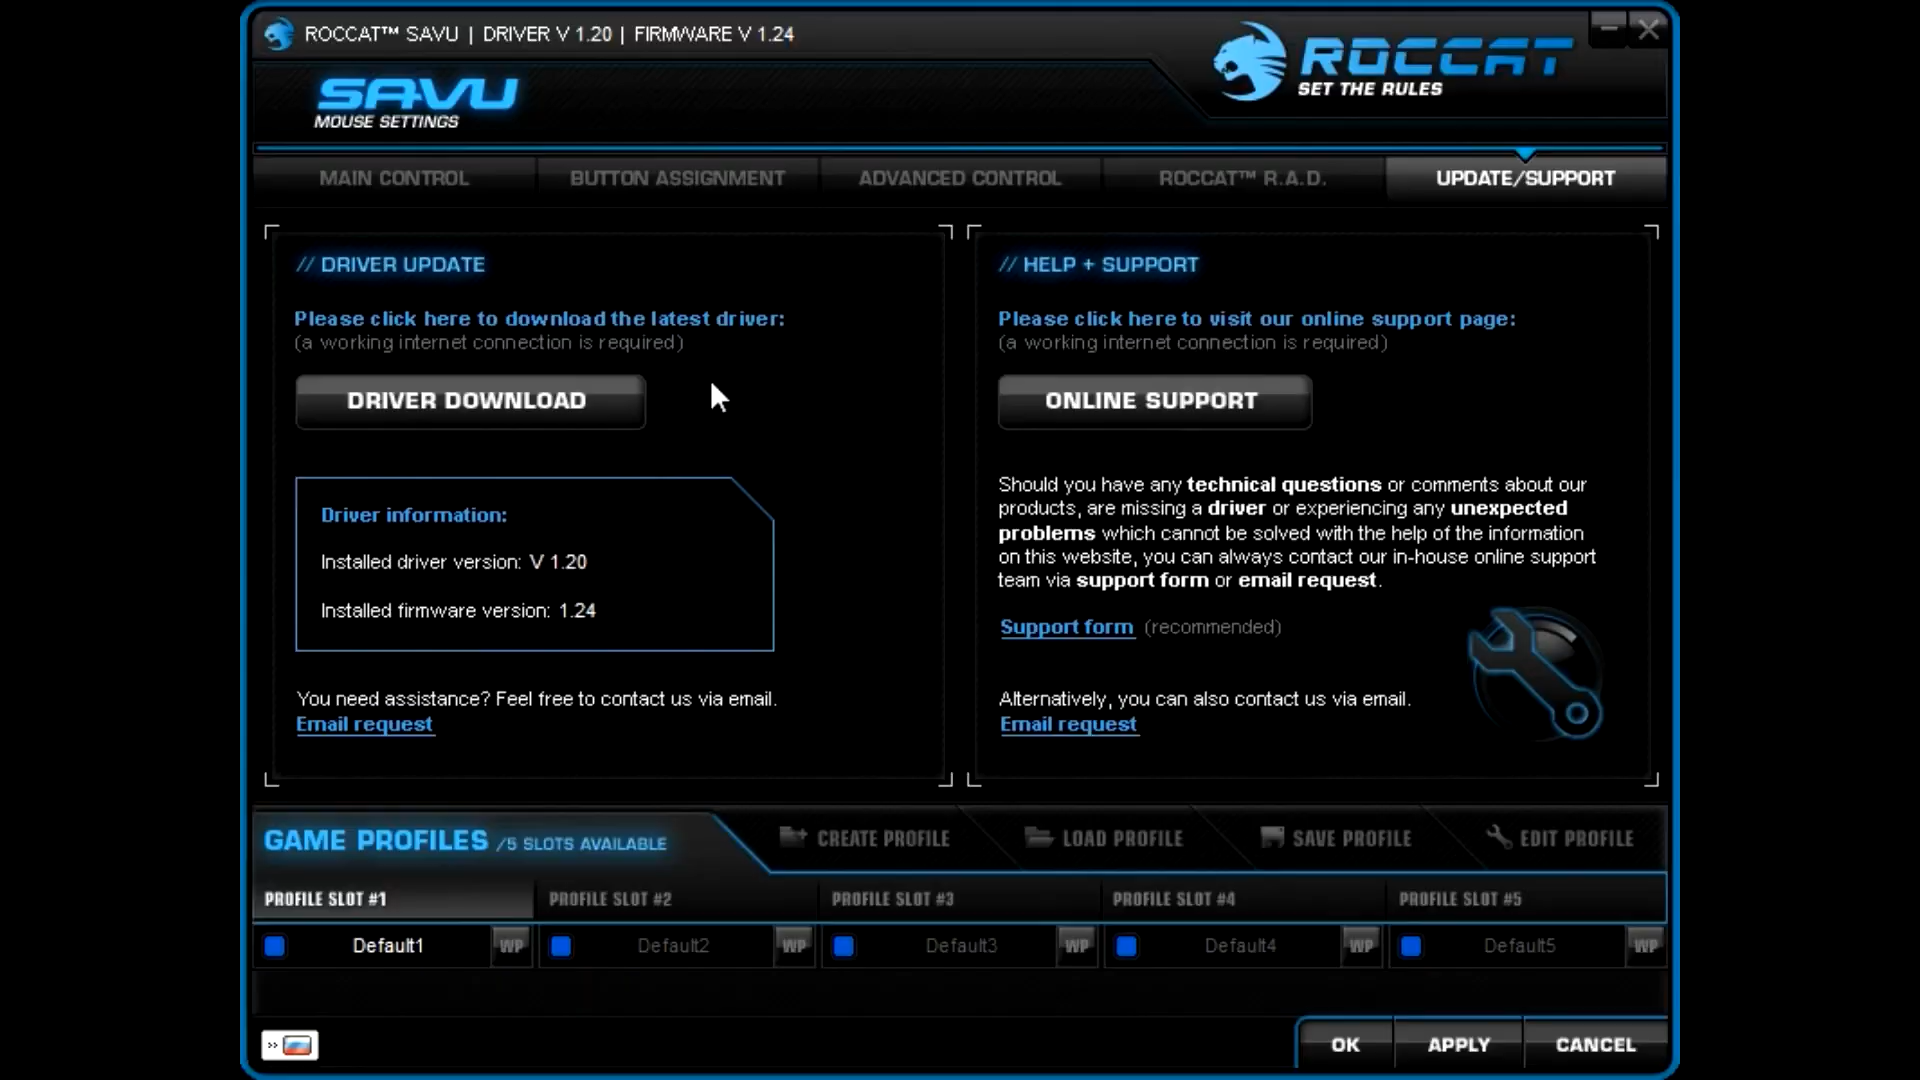 ROCCAT™ SAVU | DRIVER V 1.20 | FIRMWARE V 1.24
ROCCAT
SET THE RULES
SAVU
MOUSE SETTINGS
MAIN CONTROL BUTTON ASSIGNMENT ADVANCED CONTROL ROCCAT™ R.A.D. UPDATE/SUPPORT
// DRIVER UPDATE
Please click here to download the latest driver:
(a working internet connection is required)
DRIVER DOWNLOAD
Driver information:
Installed driver version: V 1.20
Installed firmware version: 1.24
You need assistance? Feel free to contact us via email.
Email request
// HELP + SUPPORT
Please click here to visit our online support page:
(a working internet connection is required)
ONLINE SUPPORT
Should you have any technical questions or comments about our
products, are missing a driver or experiencing any unexpected
problems which cannot be solved with the help of the information
on this website, you can always contact our in-house online support
team via support form or email request.
Support form (recommended)
Alternatively, you can also contact us via email.
Email request
GAME PROFILES /5 SLOTS AVAILABLE CREATE PROFILE LOAD PROFILE SAVE PROFILE EDIT PROFILE
PROFILE SLOT #1 PROFILE SLOT #2 PROFILE SLOT #3 PROFILE SLOT #4 PROFILE SLOT #5
Default1 WP Default2 WP Default3 WP Default4 WP Default5 WP
>> OK APPLY CANCEL